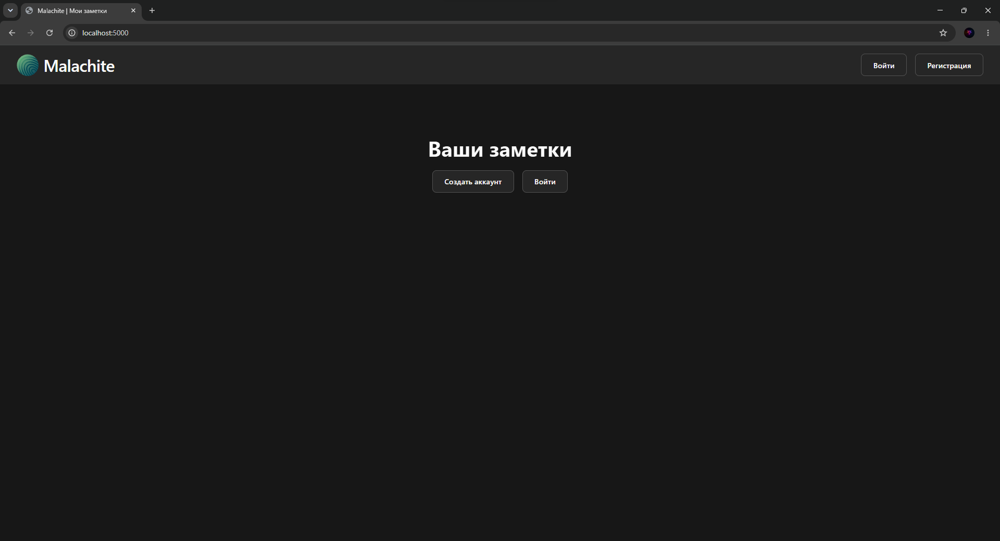 Malachite | Мои заметки
localhost:5000
Malachite
Войти
Регистрация
Ваши заметки
Создать аккаунт
Войти